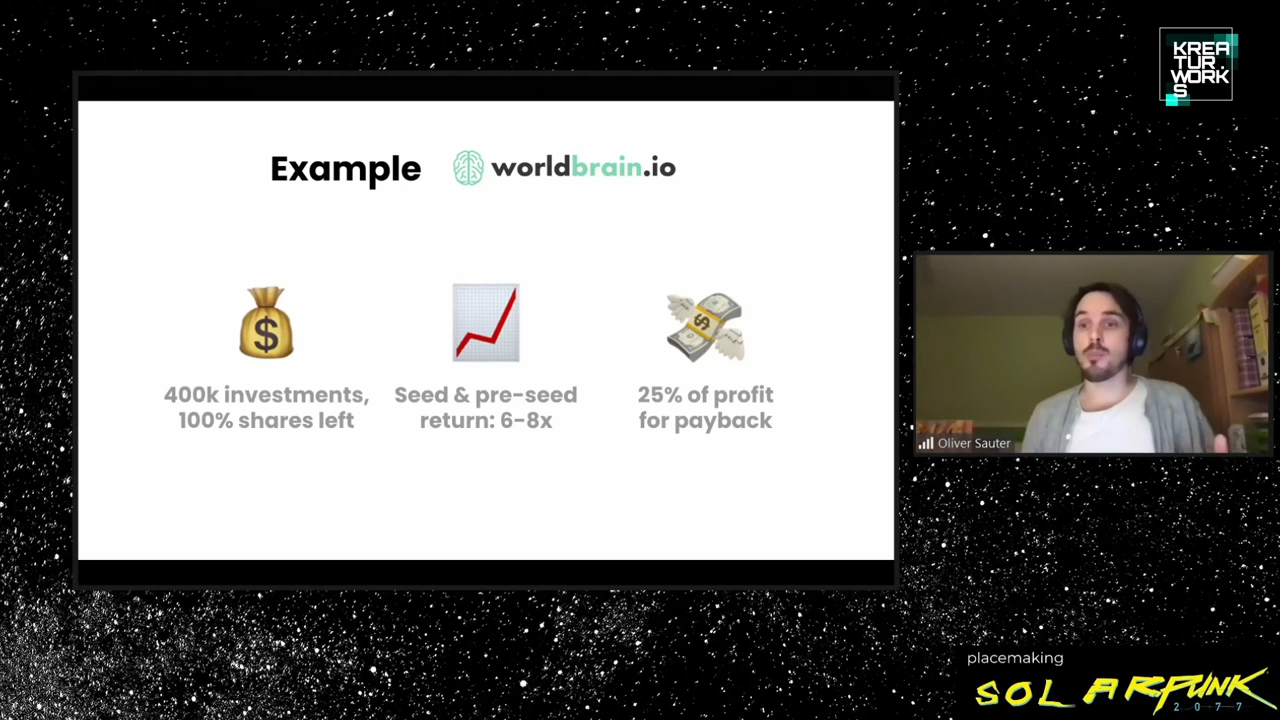 KREA
TUR.
WORK
S
Example worldbrain.io
$
$
400k investments,
100% shares left
Seed & pre-seed
return: 6-8x
25% of profit
for payback
Oliver Sauter
placemaking
SOLARPUNK
2077